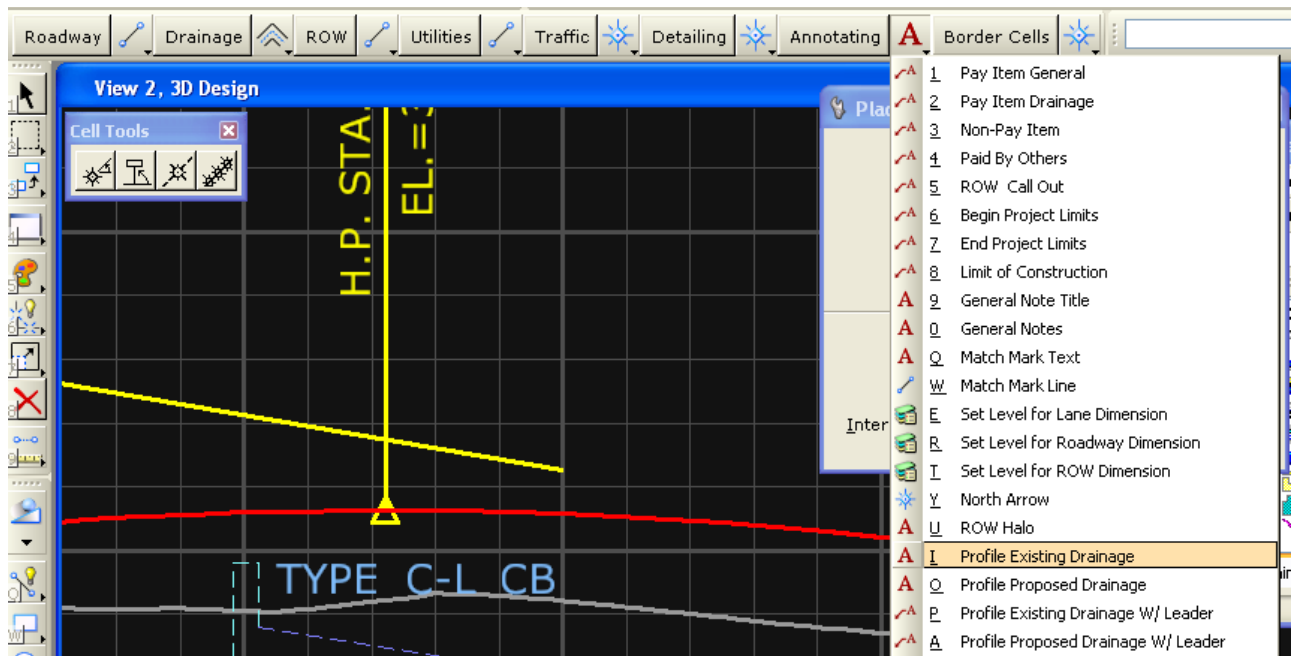 Roadway Drainage ROW Utilities Traffic Detailing Annotating A Border Cells
View 2, 3D Design
Cell Tools
H.P. STA.
EL.=
TYPE C-L CB
Inter
1 Pay Item General
2 Pay Item Drainage
3 Non-Pay Item
4 Paid By Others
5 ROW Call Out
6 Begin Project Limits
7 End Project Limits
8 Limit of Construction
9 General Note Title
0 General Notes
Q Match Mark Text
W Match Mark Line
E Set Level for Lane Dimension
R Set Level for Roadway Dimension
T Set Level for ROW Dimension
Y North Arrow
U ROW Halo
I Profile Existing Drainage
O Profile Proposed Drainage
P Profile Existing Drainage W/ Leader
A Profile Proposed Drainage W/ Leader